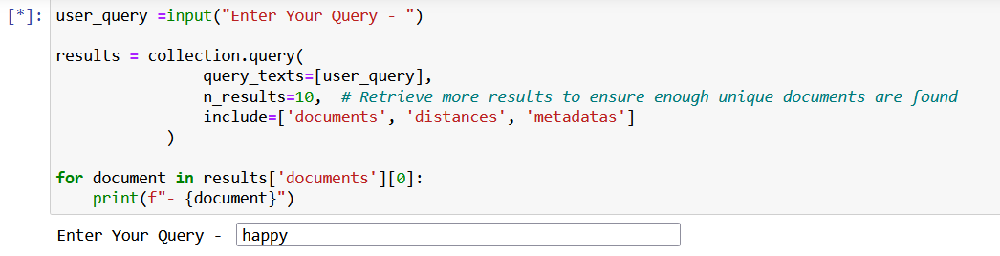 [*]: user_query =input("Enter Your Query - ")
results = collection.query(
query_texts=[user_query],
n_results=10,  # Retrieve more results to ensure enough unique documents are found
include=['documents', 'distances', 'metadatas']
)
for document in results['documents'][0]:
print(f"- {document}")
Enter Your Query - happy